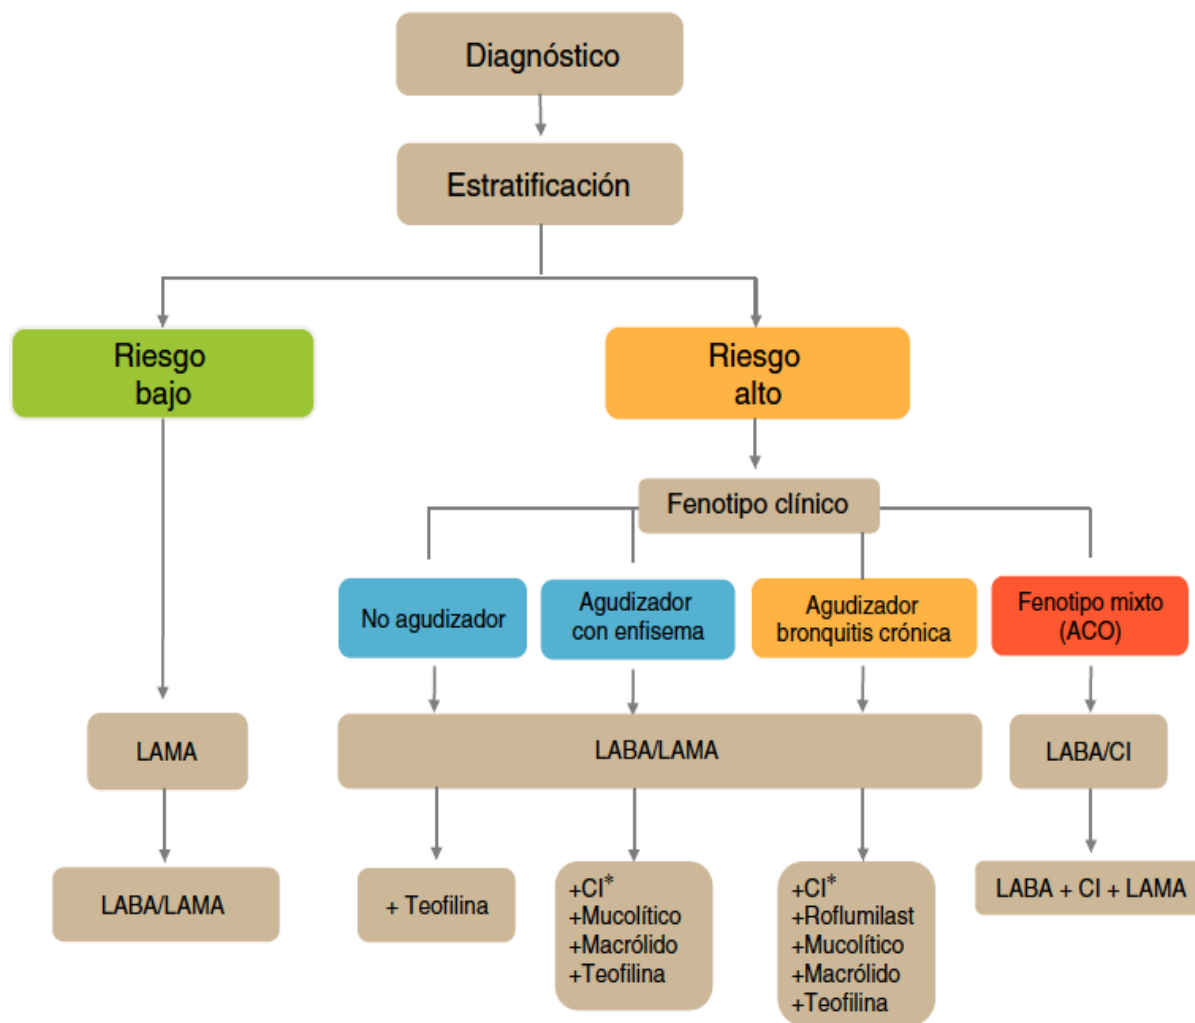 Diagnóstico
Estratificación
Riesgo
bajo
Riesgo
alto
Fenotipo clínico
No agudizador
Agudizador
con enfisema
Agudizador
bronquitis crónica
Fenotipo mixto
(ACO)
LAMA
LABA/LAMA
LABA/CI
LABA/LAMA
+ Teofilina
+CI*
+Mucolítico
+Macrólido
+Teofilina
+CI*
+Roflumilast
+Mucolítico
+Macrólido
+Teofilina
LABA + CI + LAMA